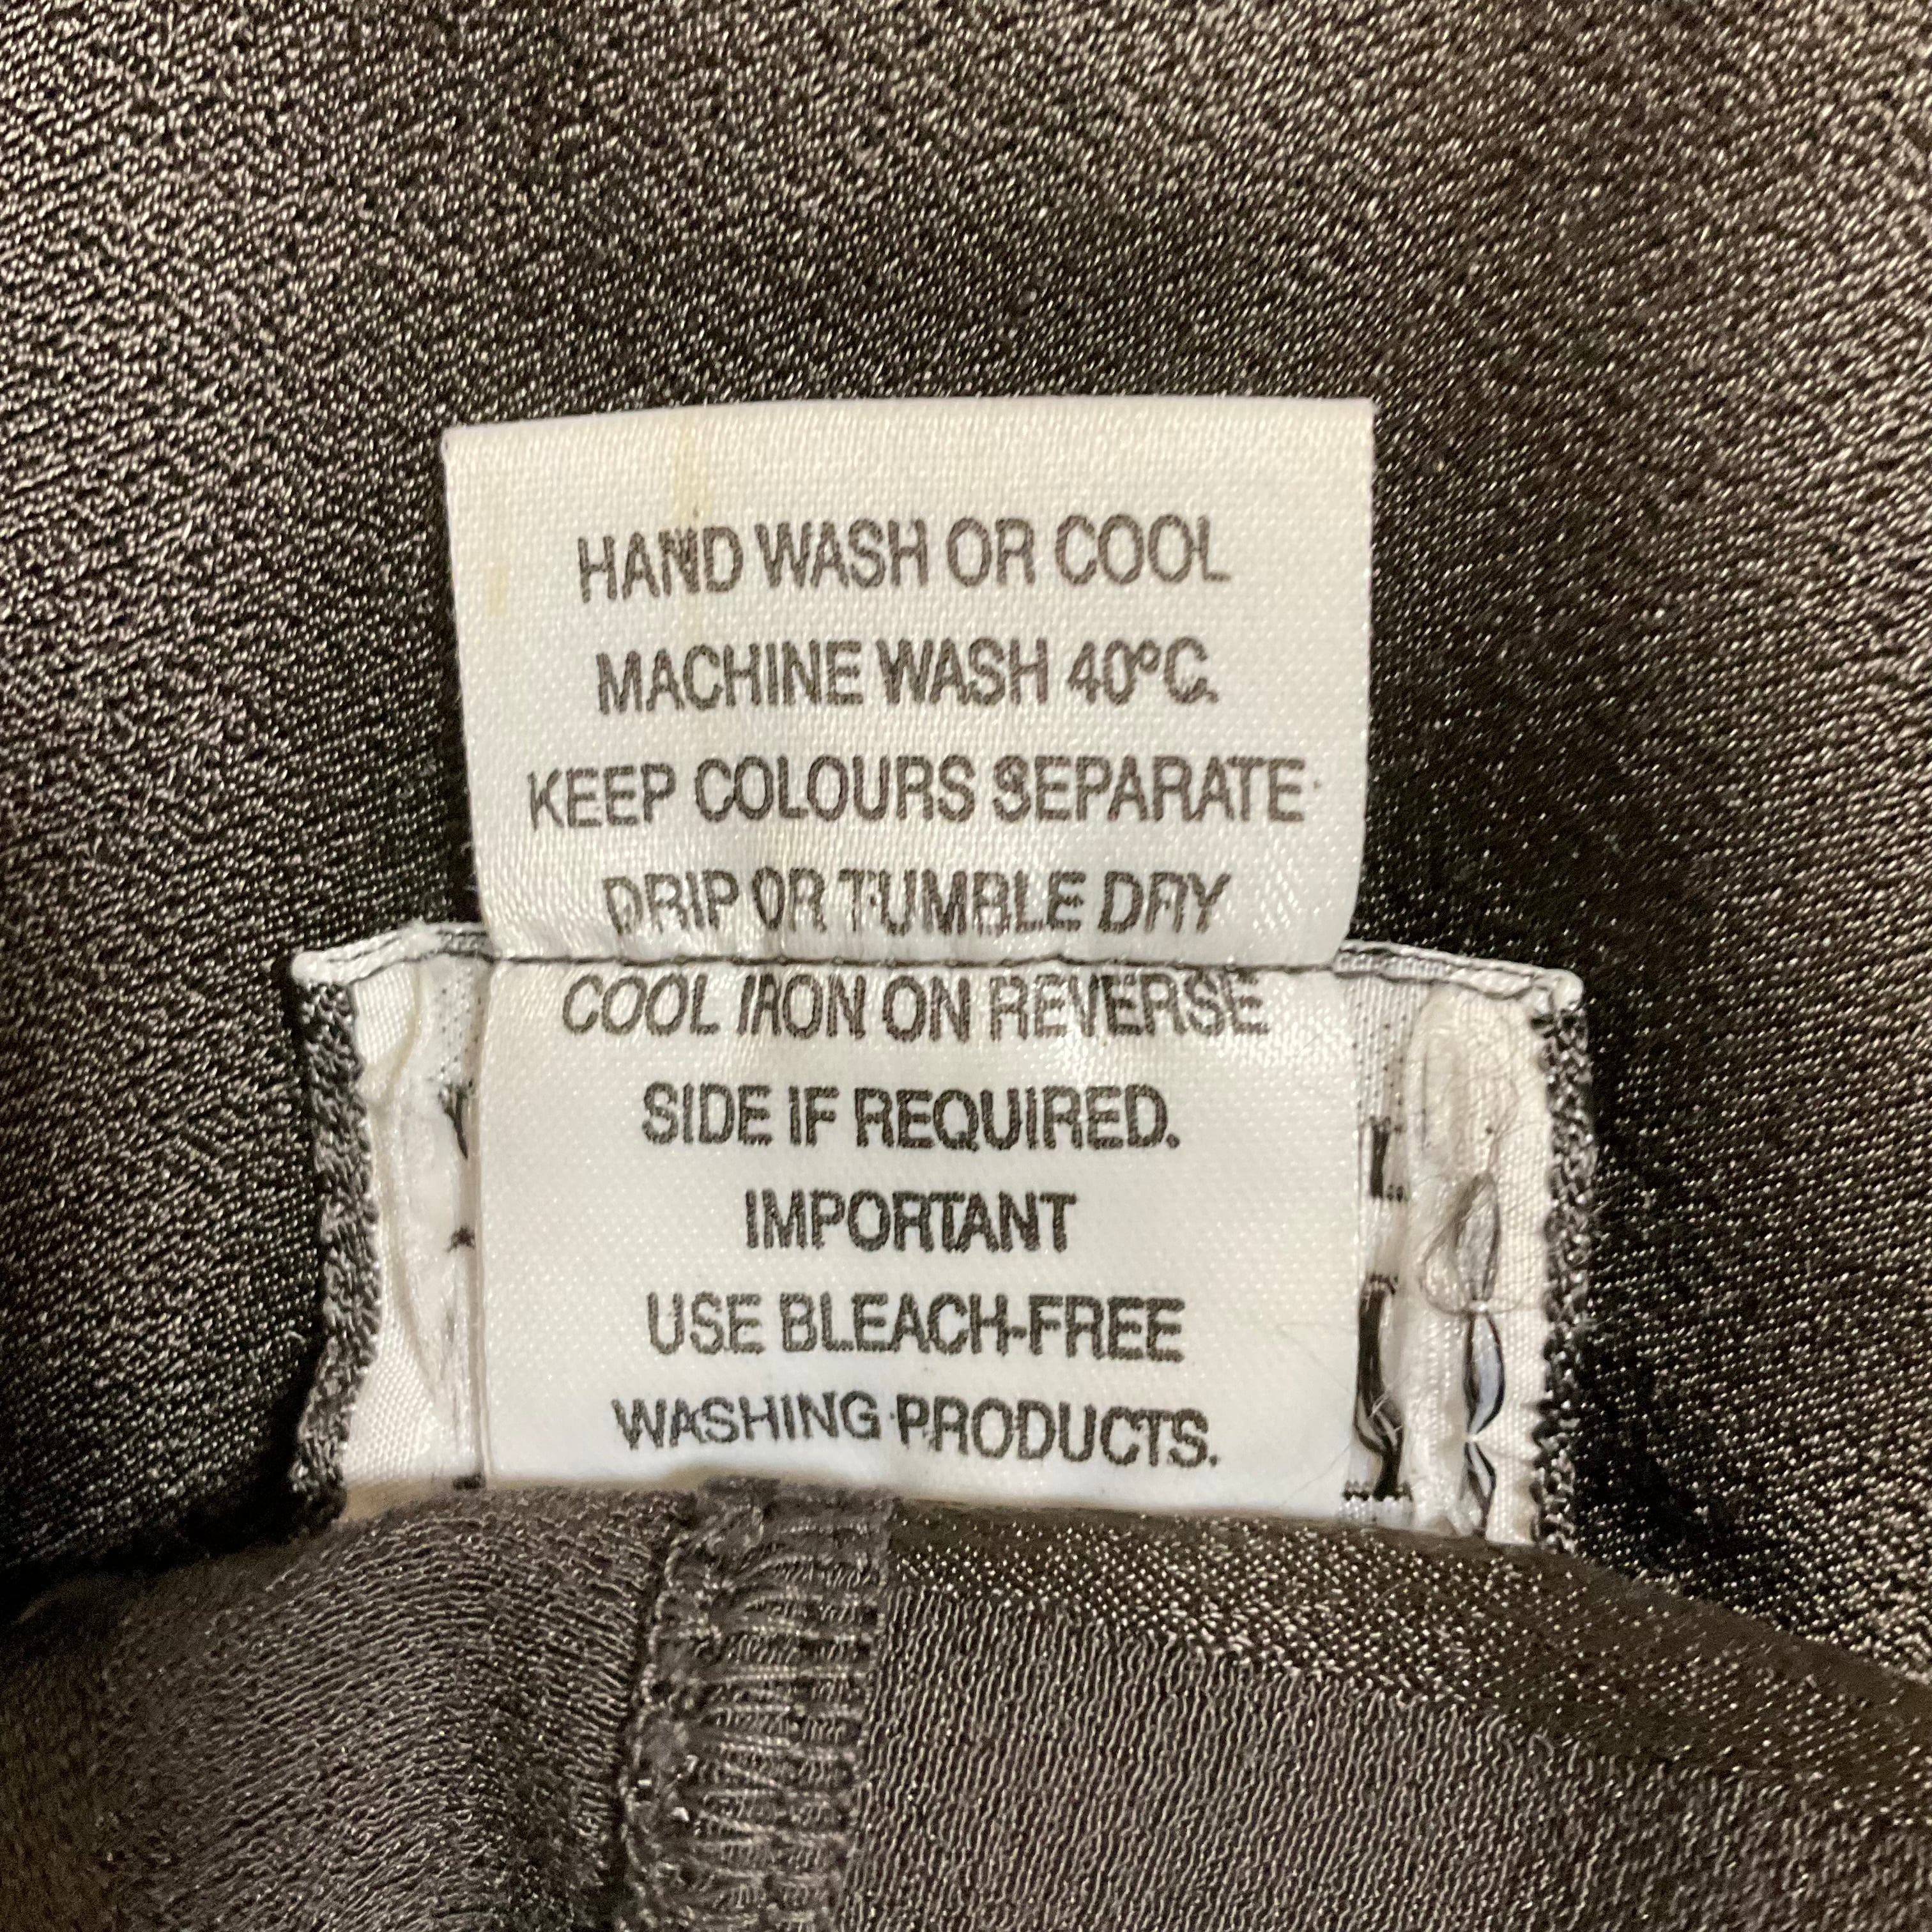 HAND WASH OR COOL
MACHINE WASH 40°C.
KEEP COLOURS SEPARATE
DRIP OR TUMBLE DRY
COOL IRON ON REVERSE
SIDE IF REQUIRED.
IMPORTANT
USE BLEACH-FREE
WASHING PRODUCTS.